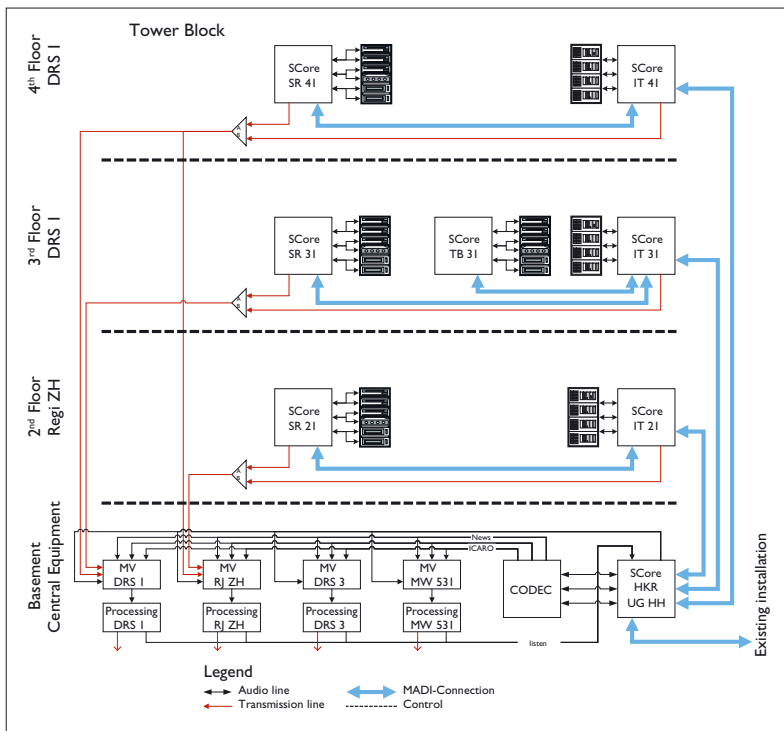 Tower Block
4th Floor
DRS 1
SCore
SR 41
SCore
IT 41
A
B
3rd Floor
DRS 1
SCore
SR 31
SCore
TB 31
SCore
IT 31
A
B
2nd Floor
Regi ZH
SCore
SR 21
SCore
IT 21
A
B
Basement
Central Equipment
News
ICARO
MV
DRS 1
MV
RJ ZH
MV
DRS 3
MV
MW 531
CODEC
SCore
HKR
UG HH
Processing
DRS 1
Processing
RJ ZH
Processing
DRS 3
Processing
MW 531
listen
Existing installation
Legend
Audio line
MADI-Connection
Transmission line
Control